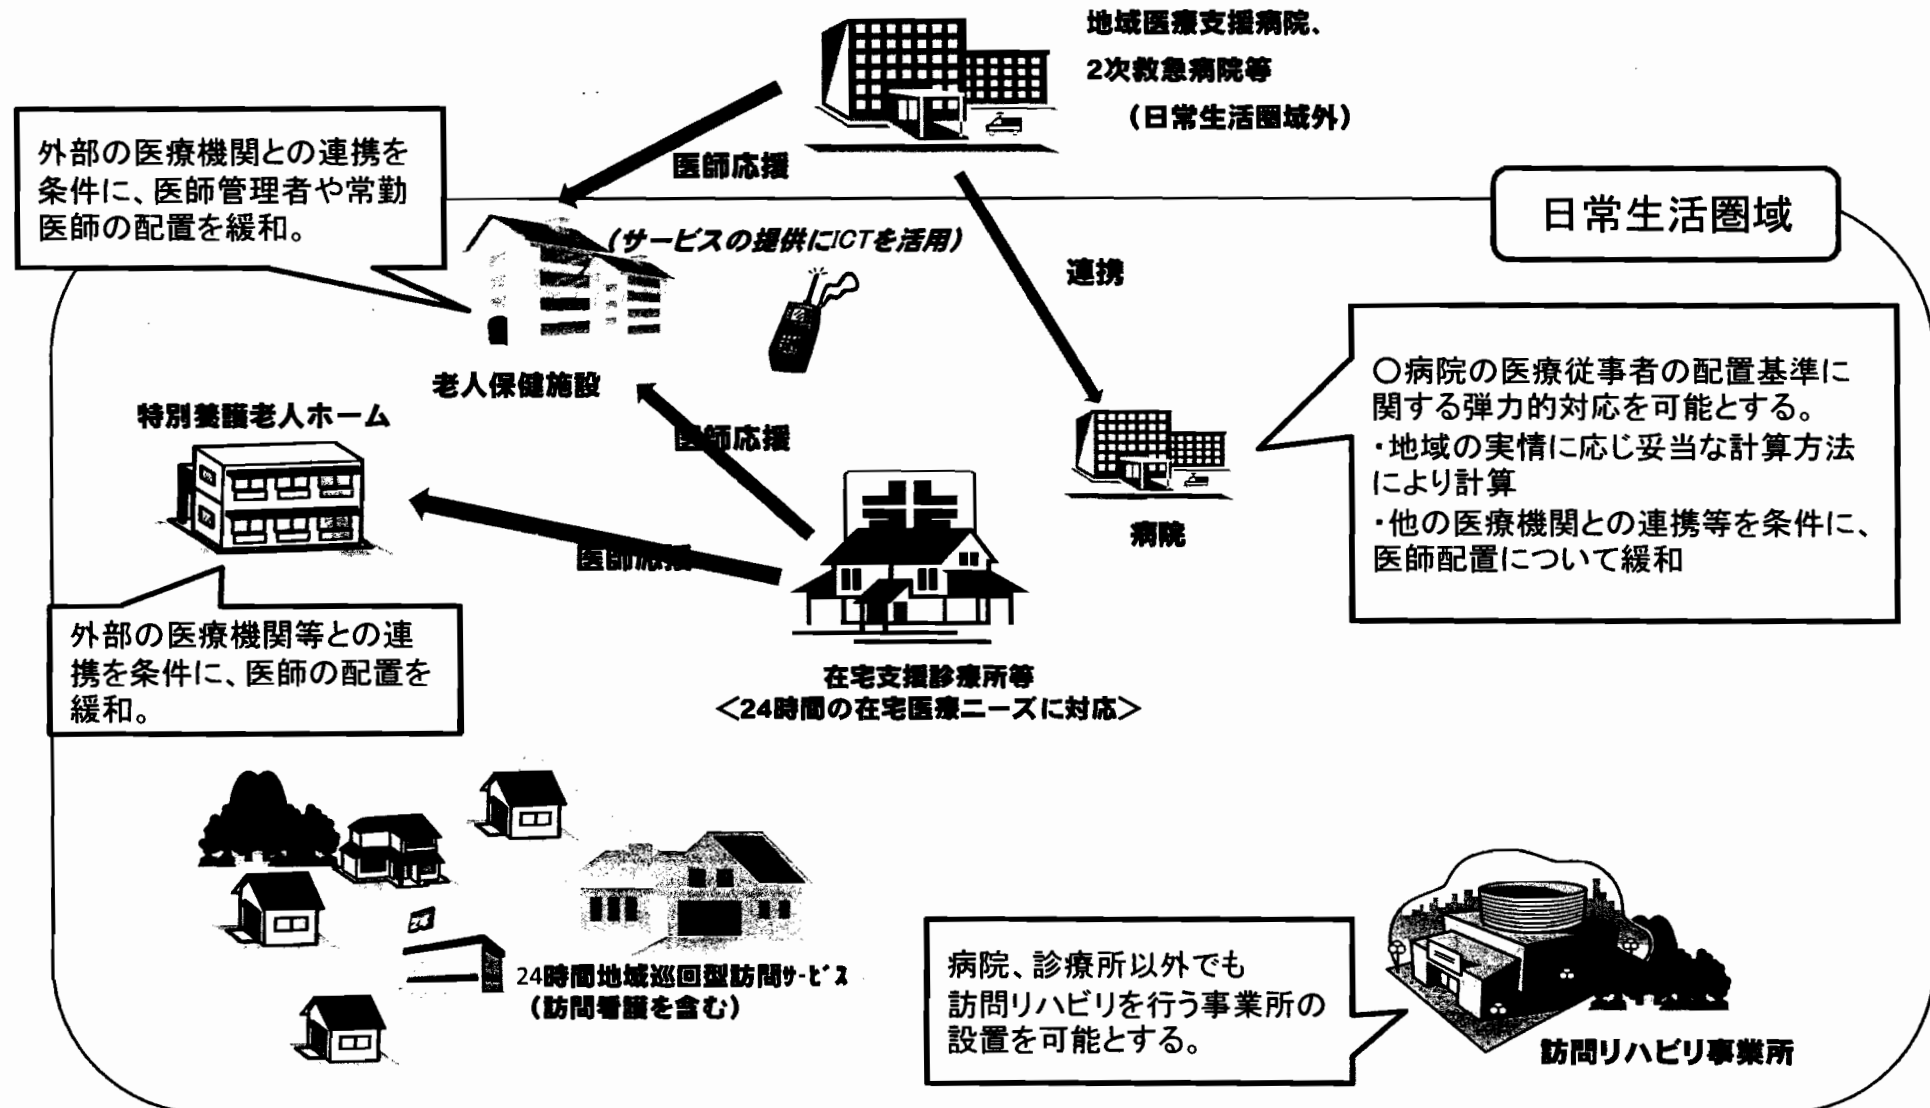 地域医療支援病院、
2次救急病院等
(日常生活圏域外)
外部の医療機関との連携を
条件に、医師管理者や常勤
医師の配置を緩和。
医師応援
日常生活圏域
(サービスの提供にICTを活用)
連携
老人保健施設
特別養護老人ホーム
医師応援
○病院の医療従事者の配置基準に
関する弾力的対応を可能とする。
・地域の実情に応じ妥当な計算方法
により計算
・他の医療機関との連携等を条件に、
医師配置について緩和
病院
医師応援
外部の医療機関等との連
携を条件に、医師の配置を
緩和。
在宅支援診療所等
<24時間の在宅医療ニーズに対応>
24時間地域巡回型訪問ｻｰﾋﾞｽ
(訪問看護を含む)
病院、診療所以外でも
訪問リハビリを行う事業所の
設置を可能とする。
訪問リハビリ事業所